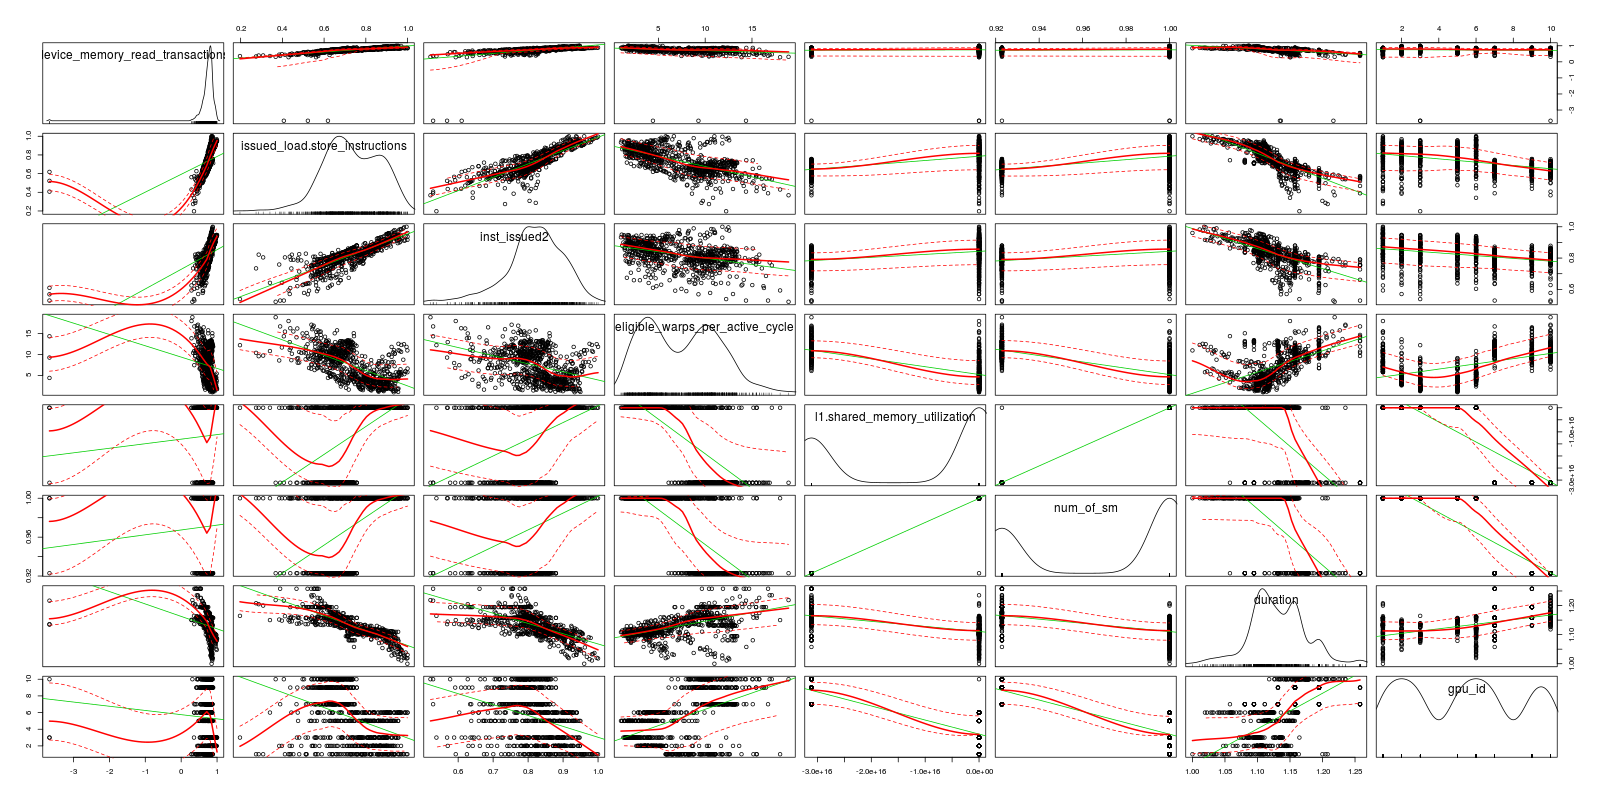 0.2 0.4 0.6 0.8 1.0 5 10 15 0.92 0.94 0.96 0.98 1.00 2 4 6 8 10
evice_memory_read_transaction
1 0 -1 -2 -3
issued_load.store_instructions
0.2 0.4 0.6 0.8 1.0
inst_issued2
0.6 0.8 1.0
eligible_warps_per_active_cycle
5 10 15
l1.shared_memory_utilization
-3.0e+16 -1.0e+16
num_of_sm
0.92 0.96 1.00
duration
1.00 1.10 1.20
gpu_id
2 4 6 8 10
-3 -2 -1 0 1 0.6 0.7 0.8 0.9 1.0 -3.0e+16 -2.0e+16 -1.0e+16 0.0e+00 1.00 1.05 1.10 1.15 1.20 1.25